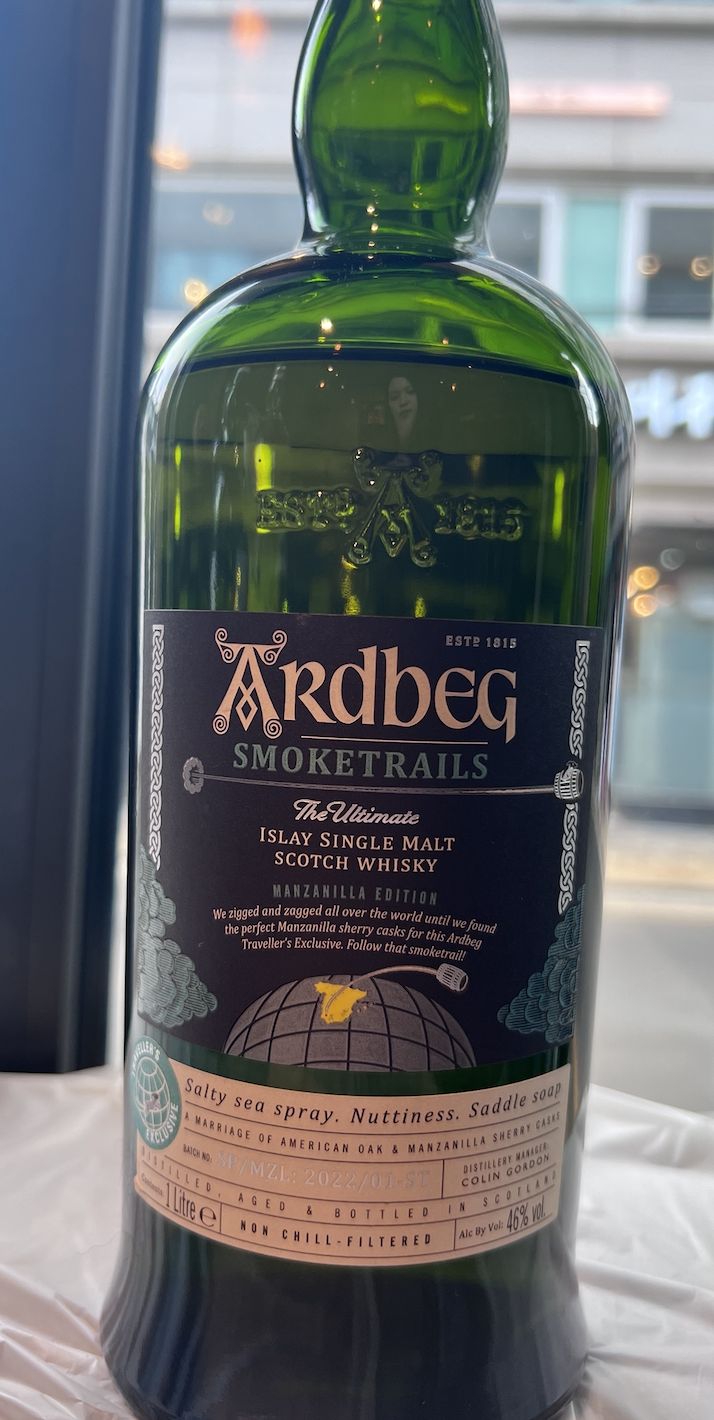 ESTD 1815
ESTD 1815
ARDBEG
SMOKETRAILS
The Ultimate
ISLAY SINGLE MALT
SCOTCH WHISKY
MANZANILLA EDITION
We zigged and zagged all over the world until we found
the perfect Manzanilla sherry casks for this Ardbeg
Traveller's Exclusive. Follow that smoketrail!
TRAVELLER'S
EXCLUSIVE
Salty sea spray. Nuttiness. Saddle soap
A MARRIAGE OF AMERICAN OAK & MANZANILLA SHERRY CASKS
BATCH NO: SP/MZL: 2022/01-ST
DISTILLERY MANAGER:
COLIN GORDON
DISTILLED, AGED & BOTTLED IN SCOTLAND
Contents: 1 Litre ℮
NON CHILL-FILTERED
Alc By Vol: 46% vol.